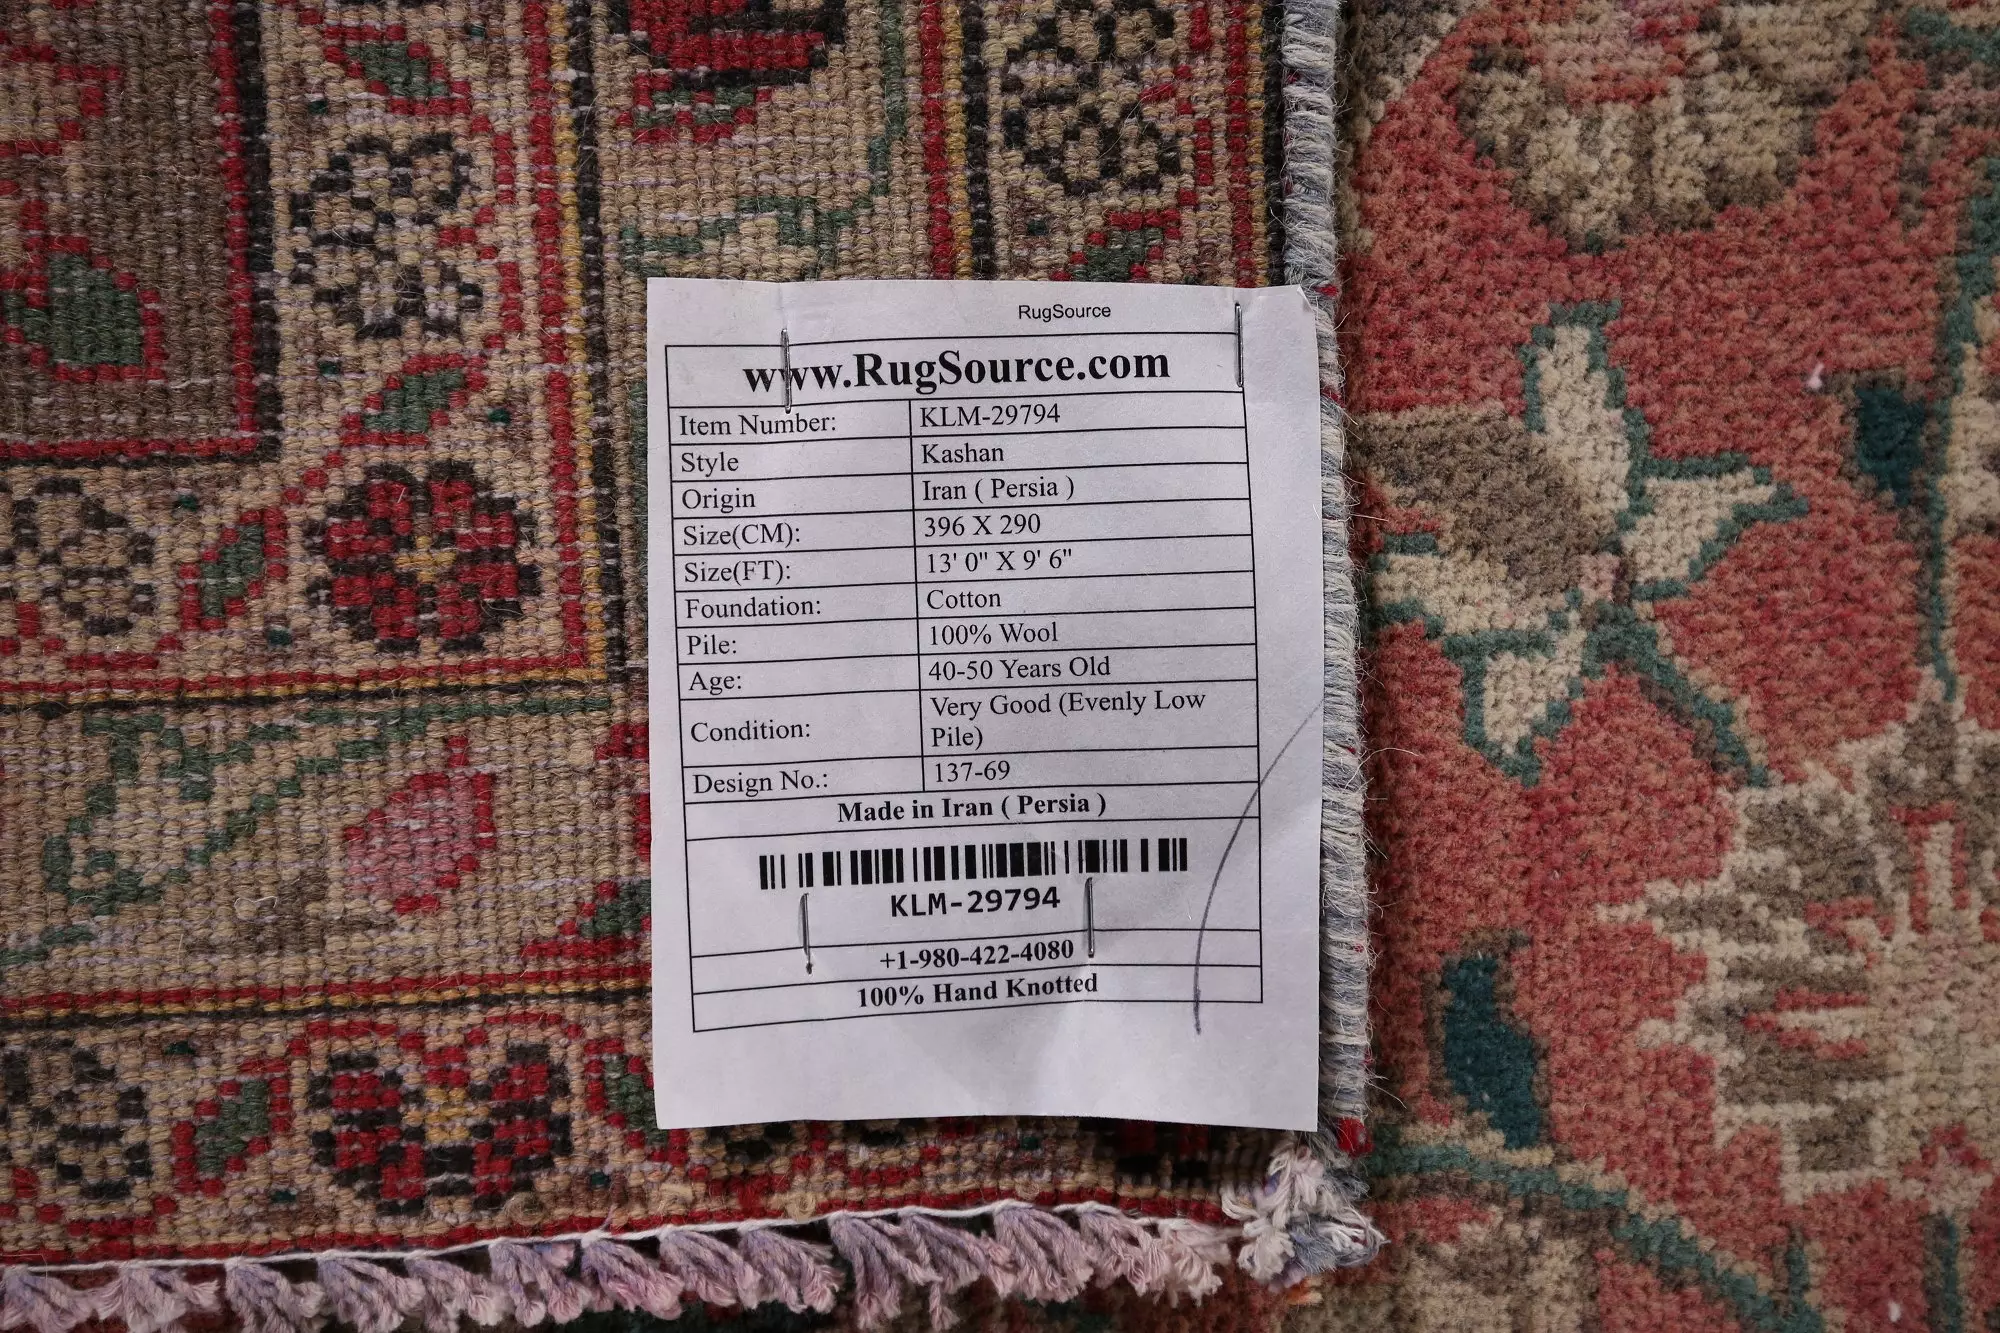 RugSource
www.RugSource.com
Item Number: KLM-29794
Style Kashan
Origin Iran ( Persia )
Size(CM): 396 X 290
Size(FT): 13' 0" X 9' 6"
Foundation: Cotton
Pile: 100% Wool
Age: 40-50 Years Old
Condition: Very Good (Evenly Low
Pile)
Design No.: 137-69
Made in Iran ( Persia )
KLM-29794
+1-980-422-4080
100% Hand Knotted